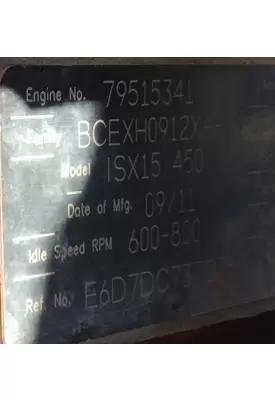 Engine No. 79515341
Family BCEXH0912X--
Model ISX15 450
Date of Mfg. 09/11
Idle Speed RPM 600-800
Ref. No. E6D7DC73